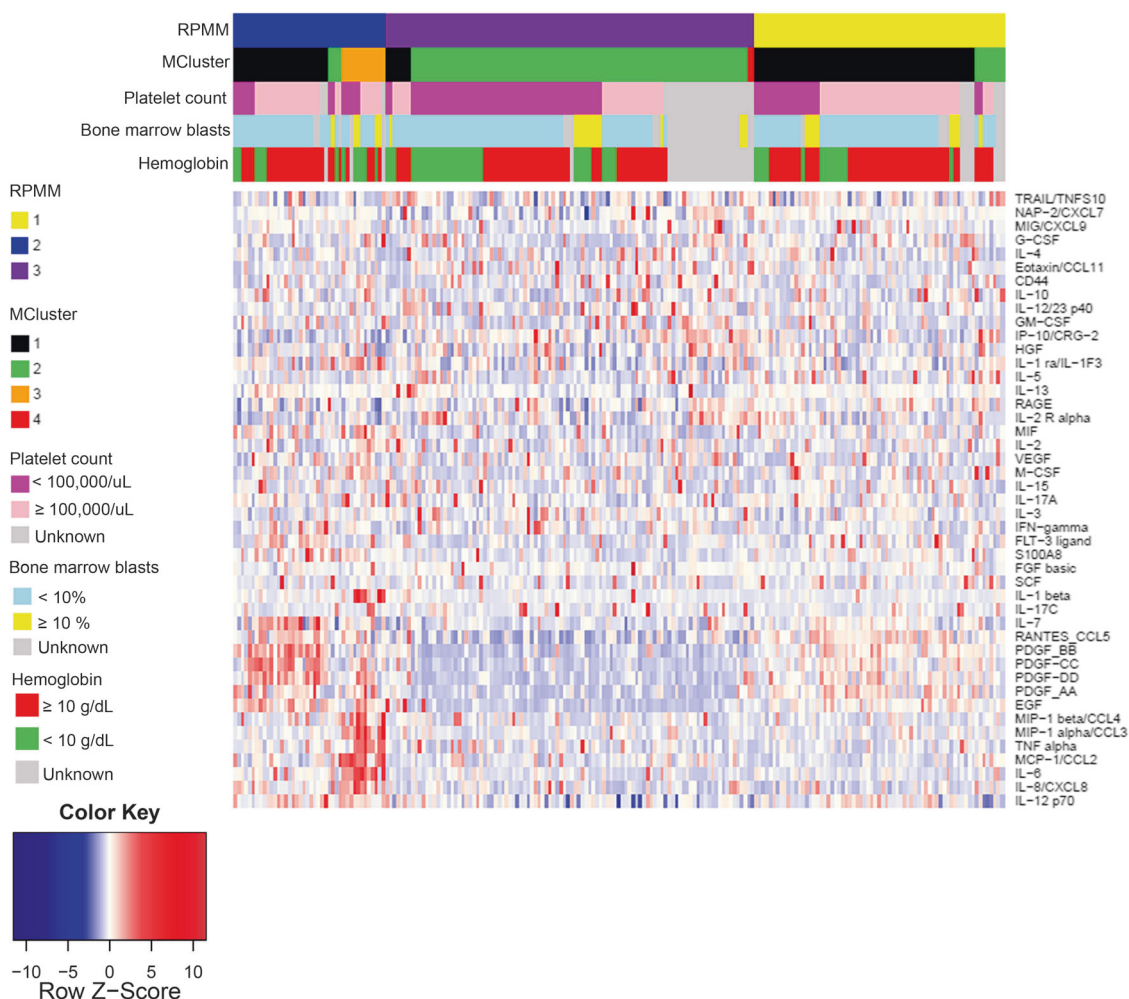 RPMM
MCluster
Platelet count
Bone marrow blasts
Hemoglobin
RPMM
1
2
3
MCluster
1
2
3
4
Platelet count
< 100,000/uL
≥ 100,000/uL
Unknown
Bone marrow blasts
< 10%
≥ 10 %
Unknown
Hemoglobin
≥ 10 g/dL
< 10 g/dL
Unknown
TRAIL/TNFS10
NAP-2/CXCL7
MIG/CXCL9
G-CSF
IL-4
Eotaxin/CCL11
CD44
IL-10
IL-12/23 p40
GM-CSF
IP-10/CRG-2
HGF
IL-1 ra/IL-1F3
IL-5
IL-13
RAGE
IL-2 R alpha
MIF
IL-2
VEGF
M-CSF
IL-15
IL-17A
IL-3
IFN-gamma
FLT-3 ligand
S100A8
FGF basic
SCF
IL-1 beta
IL-17C
IL-7
RANTES_CCL5
PDGF_BB
PDGF-CC
PDGF-DD
PDGF_AA
EGF
MIP-1 beta/CCL4
MIP-1 alpha/CCL3
TNF alpha
MCP-1/CCL2
IL-6
IL-8/CXCL8
IL-12 p70
Color Key
−10 −5 0 5 10
Row Z−Score